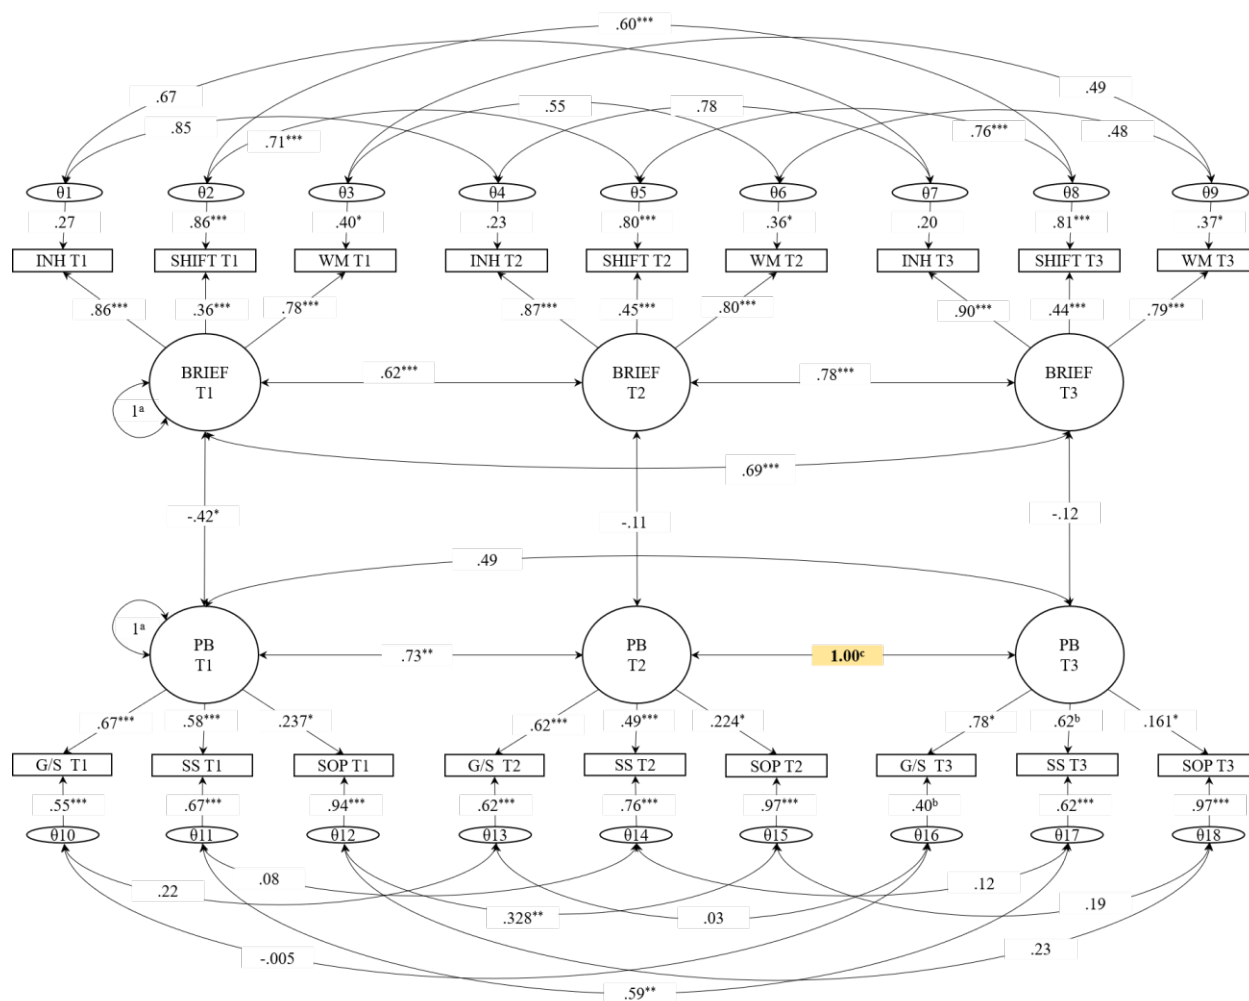 .60***
.67
.49
.55
.78
.85
.71***
.76***
.48
θ1
θ2
θ3
θ4
θ5
θ6
θ7
θ8
θ9
.27
.86***
.40*
.23
.80***
.36*
.20
.81***
.37*
INH T1
SHIFT T1
WM T1
INH T2
SHIFT T2
WM T2
INH T3
SHIFT T3
WM T3
.86***
.36***
.78***
.87***
.45***
.80***
.90***
.44***
.79***
BRIEF
T1
.62***
BRIEF
T2
.78***
BRIEF
T3
1ᵃ
.69***
-.42*
-.11
-.12
.49
1ᵃ
PB
T1
.73**
PB
T2
1.00ᶜ
PB
T3
.67***
.58***
.237*
.62***
.49***
.224*
.78*
.62ᵇ
.161*
G/S T1
SS T1
SOP T1
G/S T2
SS T2
SOP T2
G/S T3
SS T3
SOP T3
.55***
.67***
.94***
.62***
.76***
.97***
.40ᵇ
.62***
.97***
θ10
θ11
θ12
θ13
θ14
θ15
θ16
θ17
θ18
.22
.08
.328**
.03
.12
.19
-.005
.23
.59**